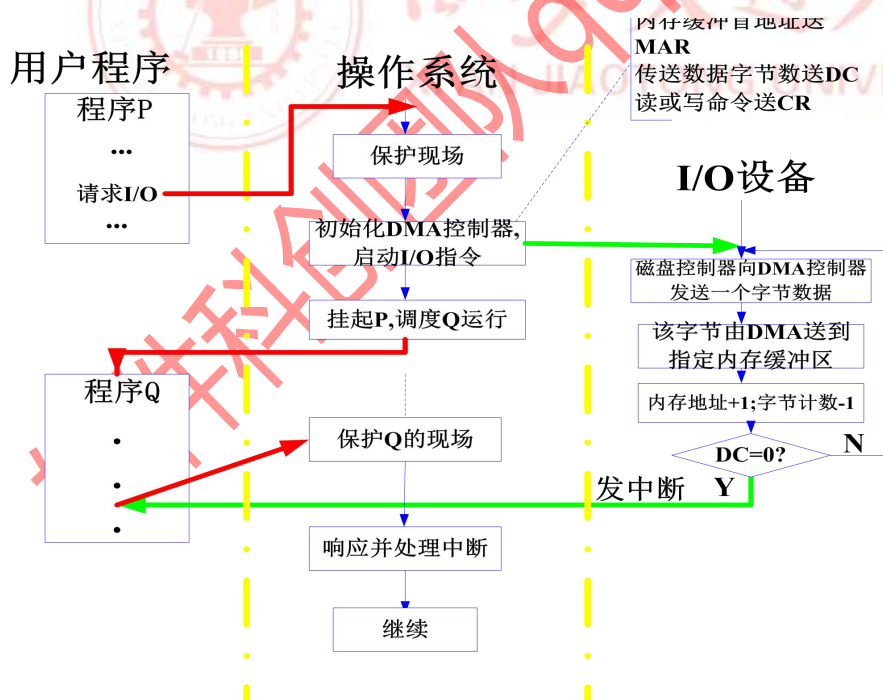 内存缓冲首地址送
MAR
传送数据字节数送DC
读或写命令送CR
用户程序
操作系统
I/O设备
程序P
...
请求I/O
...
保护现场
初始化DMA控制器,
启动I/O指令
挂起P,调度Q运行
磁盘控制器向DMA控制器
发送一个字节数据
该字节由DMA送到
指定内存缓冲区
内存地址+1;字节计数-1
DC=0?
N
Y
发中断
程序Q
保护Q的现场
响应并处理中断
继续